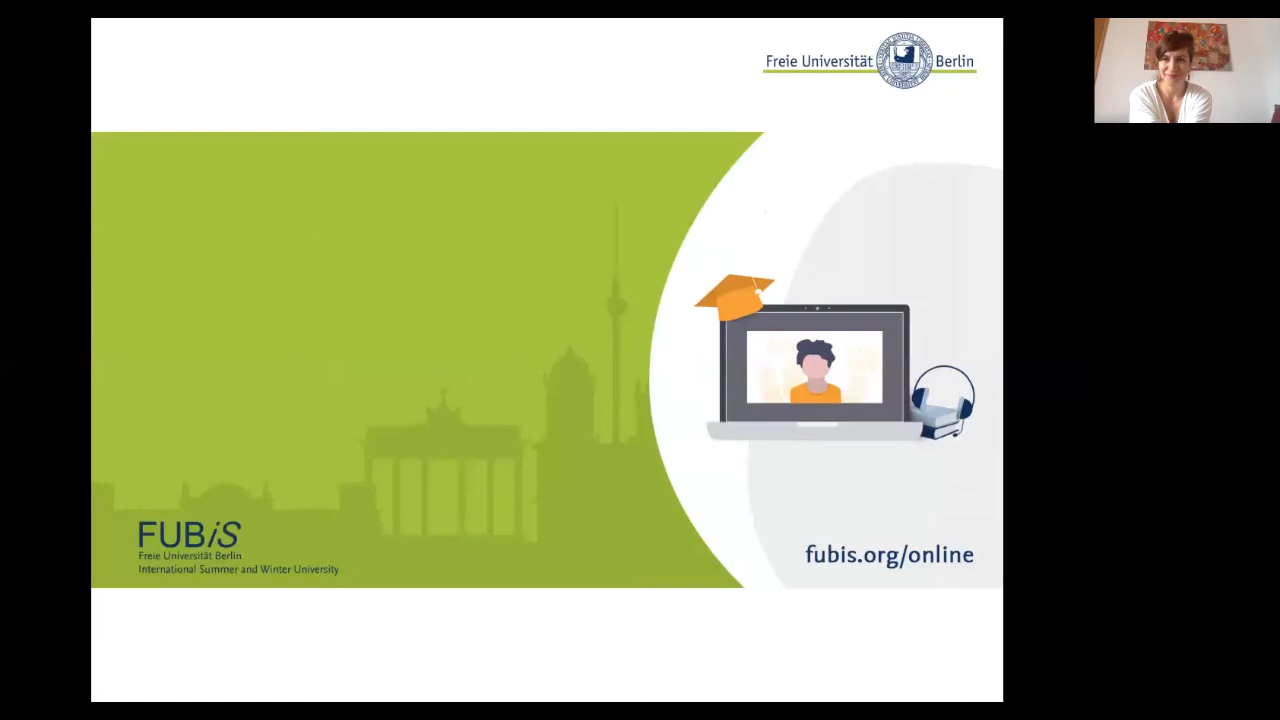 Freie Universität Berlin
FUBiS
Freie Universität Berlin
International Summer and Winter University
fubis.org/online